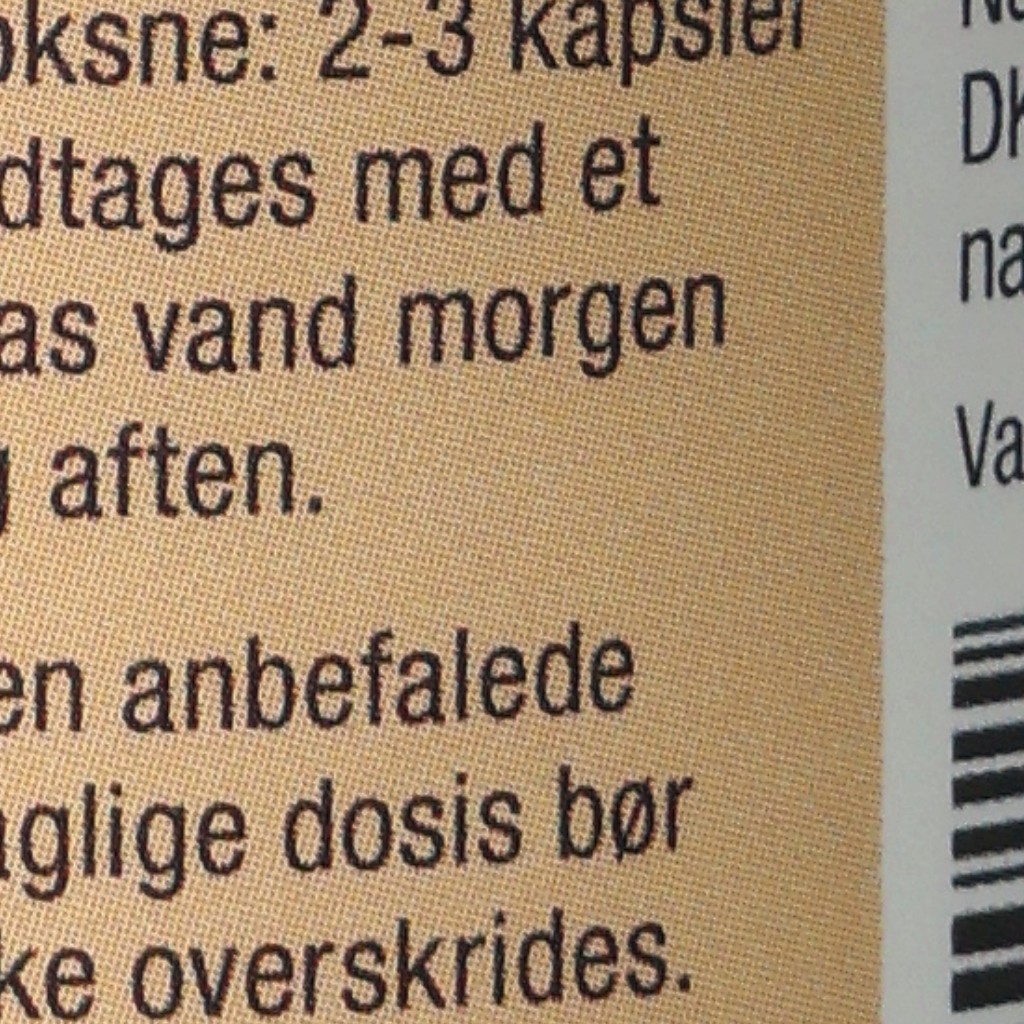 oksne: 2-3 kapsler
dtages med et
as vand morgen
g aften.
en anbefalede
aglige dosis bør
ke overskrides.
Na
DK
na
Va